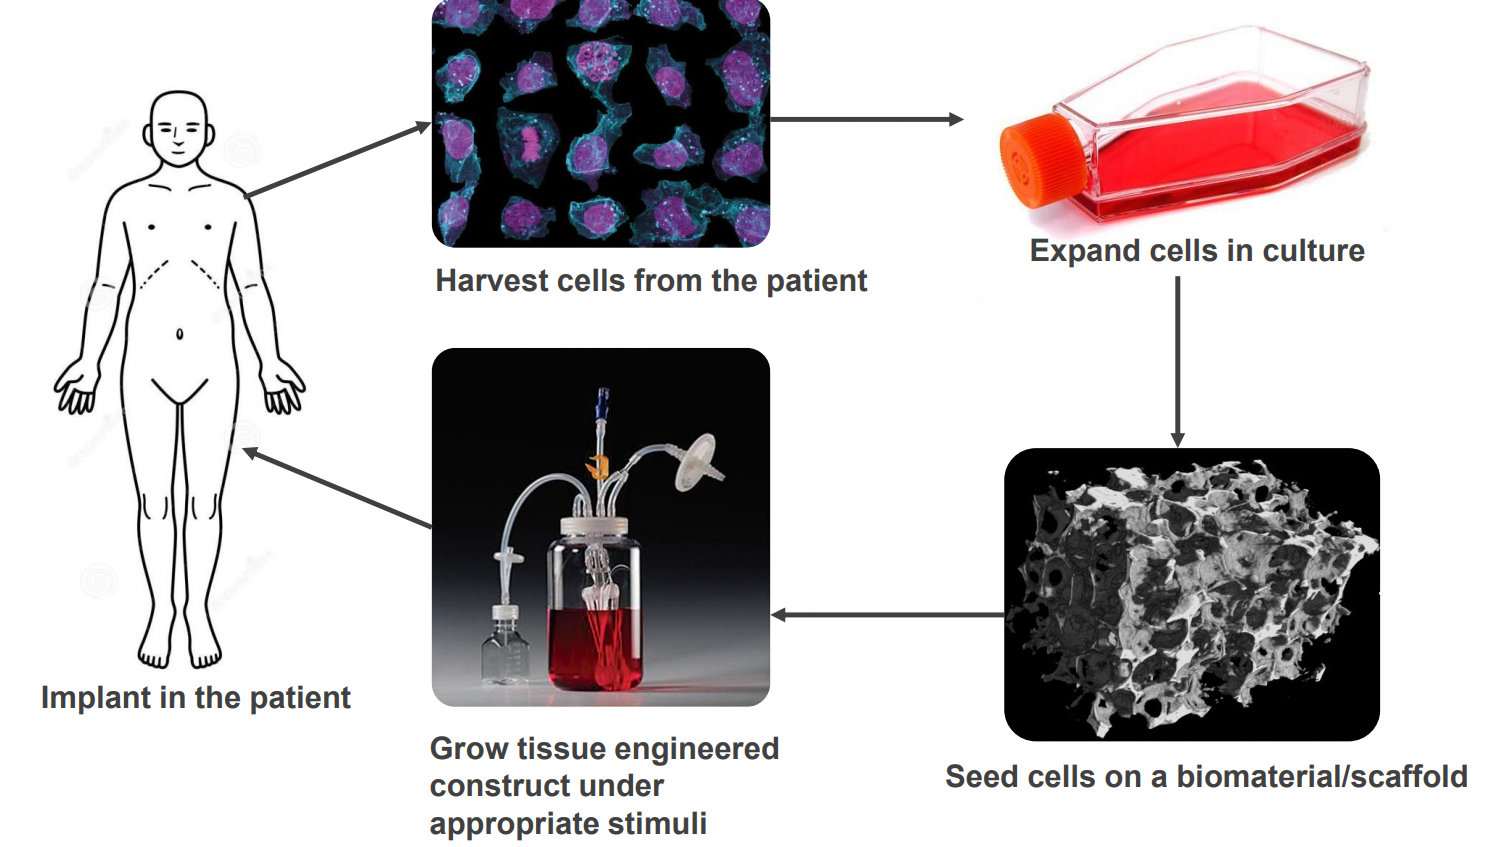 Harvest cells from the patient
Expand cells in culture
Implant in the patient
Grow tissue engineered
construct under
appropriate stimuli
Seed cells on a biomaterial/scaffold